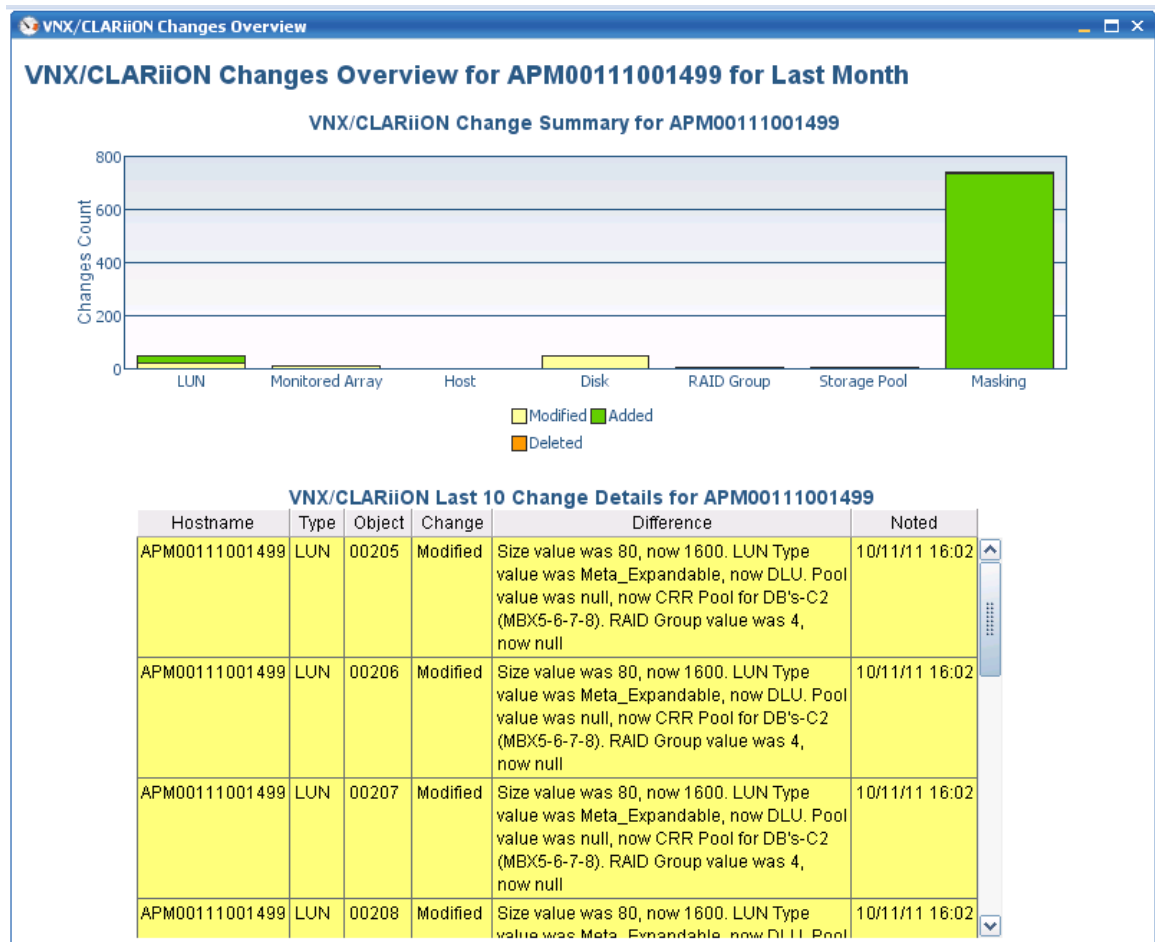 VNX/CLARiiON Changes Overview
VNX/CLARiiON Changes Overview for APM00111001499 for Last Month
VNX/CLARiiON Change Summary for APM00111001499
800
600
400
200
0
Changes Count
LUN Monitored Array Host Disk RAID Group Storage Pool Masking
Modified Added
Deleted
VNX/CLARiiON Last 10 Change Details for APM00111001499
Hostname Type Object Change Difference Noted
APM00111001499 LUN 00205 Modified Size value was 80, now 1600. LUN Type 10/11/11 16:02
value was Meta_Expandable, now DLU. Pool
value was null, now CRR Pool for DB's-C2
(MBX5-6-7-8). RAID Group value was 4,
now null
APM00111001499 LUN 00206 Modified Size value was 80, now 1600. LUN Type 10/11/11 16:02
value was Meta_Expandable, now DLU. Pool
value was null, now CRR Pool for DB's-C2
(MBX5-6-7-8). RAID Group value was 4,
now null
APM00111001499 LUN 00207 Modified Size value was 80, now 1600. LUN Type 10/11/11 16:02
value was Meta_Expandable, now DLU. Pool
value was null, now CRR Pool for DB's-C2
(MBX5-6-7-8). RAID Group value was 4,
now null
APM00111001499 LUN 00208 Modified Size value was 80, now 1600. LUN Type 10/11/11 16:02
value was Meta_Expandable, now DLU. Pool